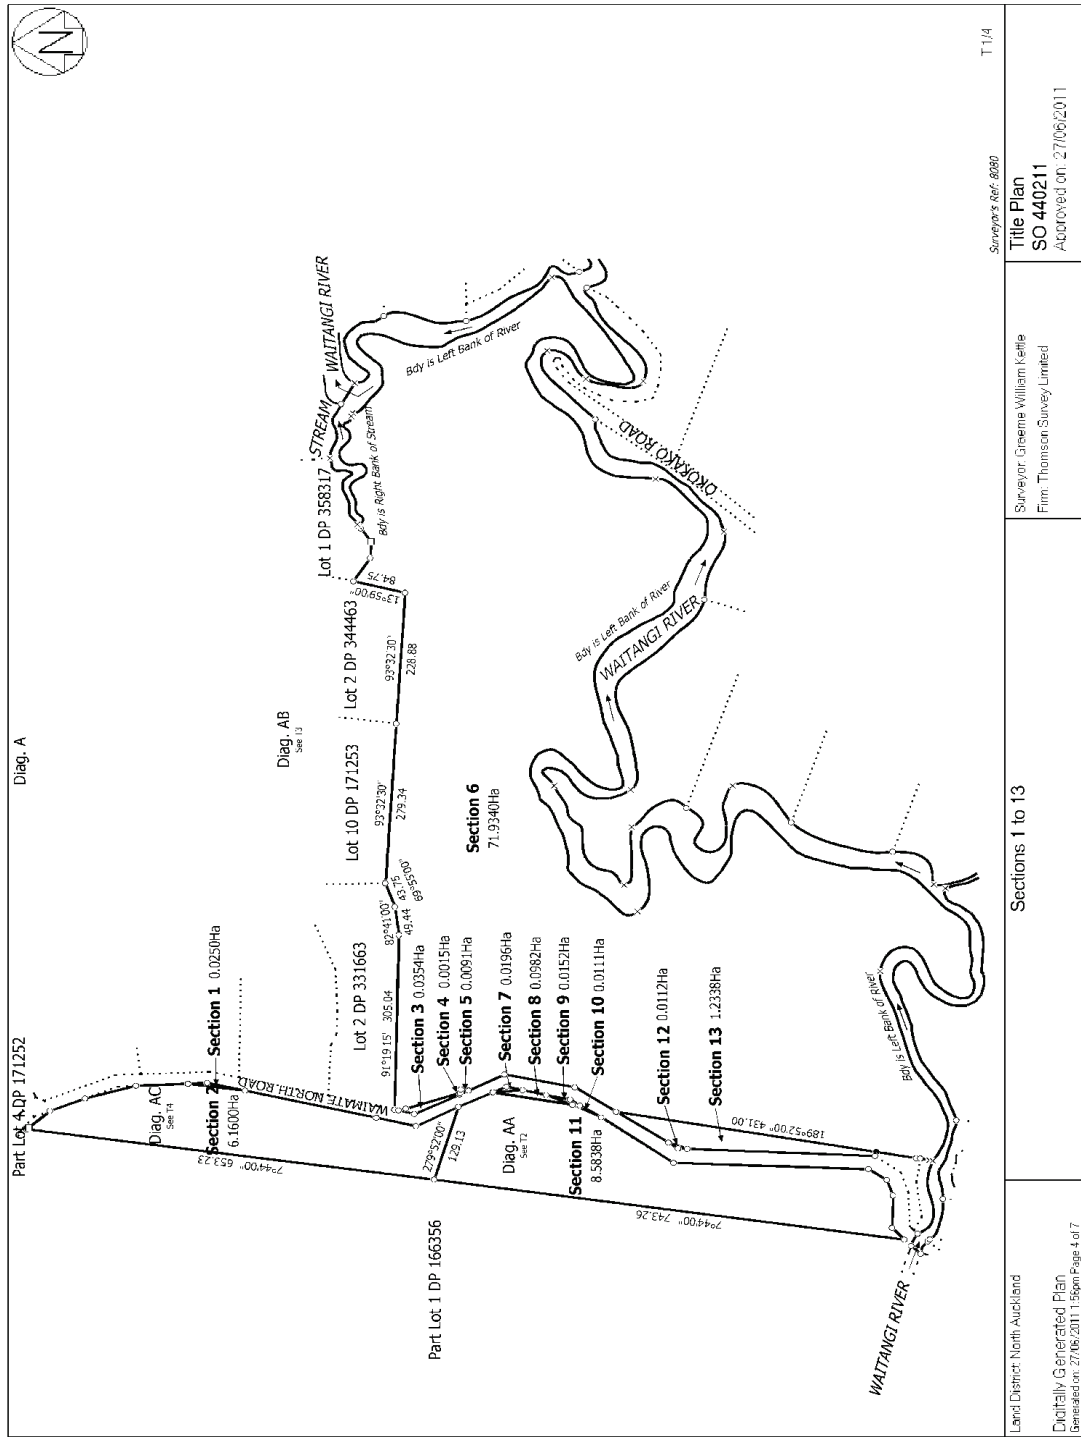 N
Diag. A
Part Lot 4 DP 171252
Diag. AC
See T4
Section 1 0.0250Ha
Section 2
6.1600Ha
7°44'00" 653.23
WAIMATE NORTH ROAD
Diag. AB
See T3
Lot 2 DP 331663
Lot 10 DP 171253
Lot 2 DP 344463
Lot 1 DP 358317
STREAM
WAITANGI RIVER
91°19'15' 305.04
82°41'00"
49.44
43.75
69°55'00"
93°32'30"
279.34
93°32'30"
228.88
13°59'00"
84.75
Bdy is Right Bank of Stream
Bdy is Left Bank of River
Part Lot 1 DP 166356
279°52'00"
129.13
Section 3 0.0354Ha
Section 4 0.0015Ha
Section 5 0.0091Ha
Section 7 0.0196Ha
Section 8 0.0982Ha
Section 9 0.0152Ha
Section 10 0.0111Ha
Section 6
71.9340Ha
Diag. AA
See T2
Section 11
8.5838Ha
Section 12 0.0112Ha
Section 13 1.2338Ha
7°44'00" 743.26
189°52'00" 431.00
OKOKAKO ROAD
Bdy is Left Bank of River
WAITANGI RIVER
Bdy is Left Bank of River
WAITANGI RIVER
Surveyor's Ref: 8080
T 1/4
Land District: North Auckland
Digitally Generated Plan
Generated on: 27/06/2011 1:56pm Page 4 of 7
Sections 1 to 13
Surveyor: Graeme William Kettle
Firm: Thomson Survey Limited
Title Plan
SO 440211
Approved on: 27/06/2011